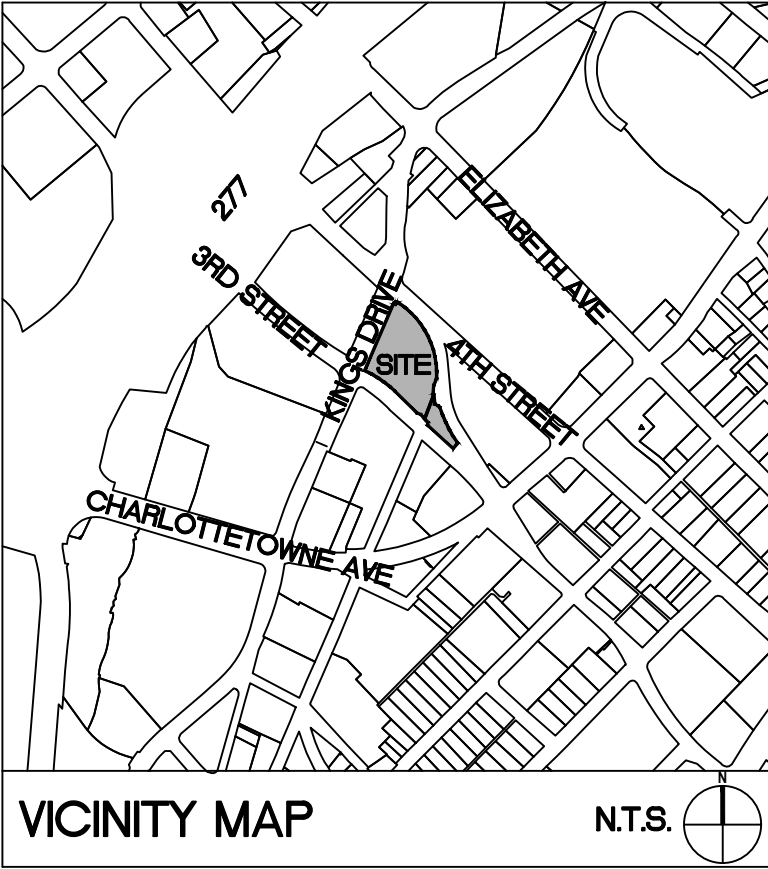 ELIZABETH AVE
277
3RD STREET
KINGS DRIVE
SITE
4TH STREET
CHARLOTTETOWNE AVE
VICINITY MAP
N.T.S.
N